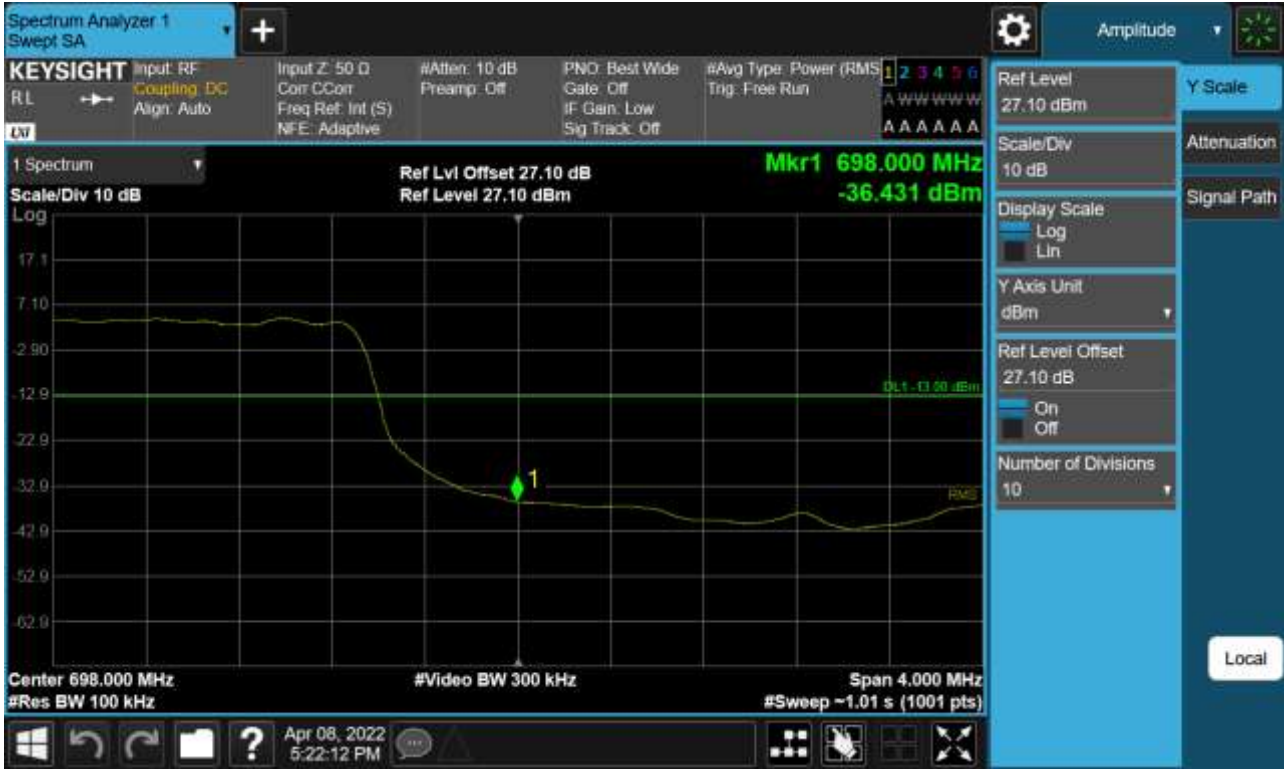 Spectrum Analyzer 1
Swept SA
+
Amplitude
KEYSIGHT
RL
LXI
Input: RF
Coupling: DC
Align: Auto
Input Z: 50 Ω
Corr CCorr
Freq Ref: Int (S)
NFE: Adaptive
#Atten: 10 dB
Preamp: Off
PNO: Best Wide
Gate: Off
IF Gain: Low
Sig Track: Off
#Avg Type: Power (RMS
Trig: Free Run
1 2 3 4 5 6
A W W W W W
A A A A A A
1 Spectrum
Scale/Div 10 dB
Ref Lvl Offset 27.10 dB
Ref Level 27.10 dBm
Mkr1 698.000 MHz
-36.431 dBm
Log
17.1
7.10
-2.90
-12.9
-22.9
-32.9
-42.9
-52.9
-62.9
DL1 -13.00 dBm
1
RMS
Center 698.000 MHz
#Res BW 100 kHz
#Video BW 300 kHz
Span 4.000 MHz
#Sweep ~1.01 s (1001 pts)
Ref Level
27.10 dBm
Scale/Div
10 dB
Display Scale
Log
Lin
Y Axis Unit
dBm
Ref Level Offset
27.10 dB
On
Off
Number of Divisions
10
Y Scale
Attenuation
Signal Path
Local
?
Apr 08, 2022
5:22:12 PM